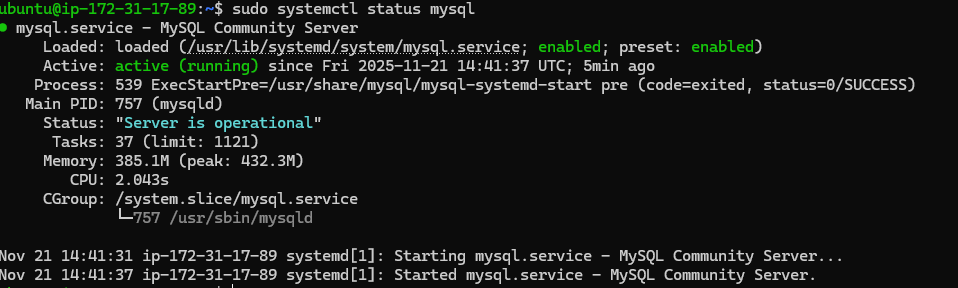 ubuntu@ip-172-31-17-89:~$ sudo systemctl status mysql
● mysql.service - MySQL Community Server
Loaded: loaded (/usr/lib/systemd/system/mysql.service; enabled; preset: enabled)
Active: active (running) since Fri 2025-11-21 14:41:37 UTC; 5min ago
Process: 539 ExecStartPre=/usr/share/mysql/mysql-systemd-start pre (code=exited, status=0/SUCCESS)
Main PID: 757 (mysqld)
Status: "Server is operational"
Tasks: 37 (limit: 1121)
Memory: 385.1M (peak: 432.3M)
CPU: 2.043s
CGroup: /system.slice/mysql.service
└─757 /usr/sbin/mysqld
Nov 21 14:41:31 ip-172-31-17-89 systemd[1]: Starting mysql.service - MySQL Community Server...
Nov 21 14:41:37 ip-172-31-17-89 systemd[1]: Started mysql.service - MySQL Community Server.